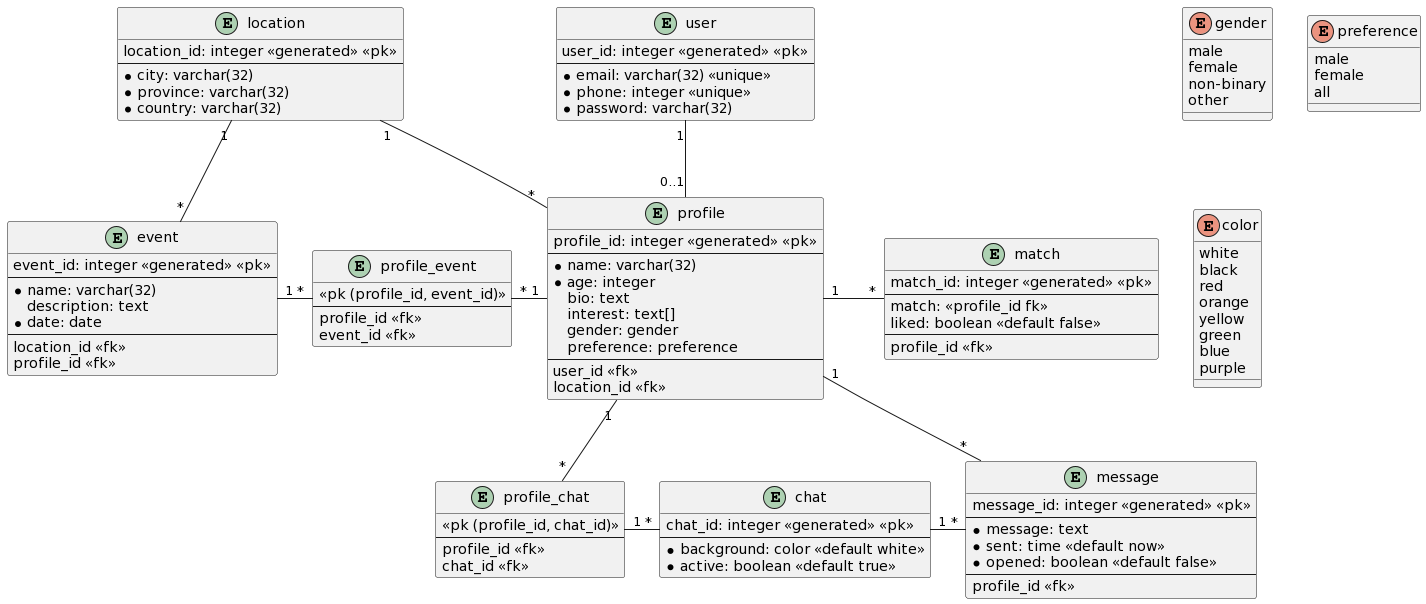 E location
location_id: integer «generated» «pk»
city: varchar(32)
province: varchar(32)
country: varchar(32)
E user
user_id: integer «generated» «pk»
email: varchar(32) «unique»
phone: integer «unique»
password: varchar(32)
E gender
male
female
non-binary
other
E preference
male
female
all
1
*
1
*
1
0..1
E event
event_id: integer «generated» «pk»
name: varchar(32)
description: text
date: date
location_id «fk»
profile_id «fk»
1 *
E profile_event
«pk (profile_id, event_id)»
profile_id «fk»
event_id «fk»
* 1
E profile
profile_id: integer «generated» «pk»
name: varchar(32)
age: integer
bio: text
interest: text[]
gender: gender
preference: preference
user_id «fk»
location_id «fk»
1 *
E match
match_id: integer «generated» «pk»
match: «profile_id fk»
liked: boolean «default false»
profile_id «fk»
E color
white
black
red
orange
yellow
green
blue
purple
1
*
1
*
E profile_chat
«pk (profile_id, chat_id)»
profile_id «fk»
chat_id «fk»
1 *
E chat
chat_id: integer «generated» «pk»
background: color «default white»
active: boolean «default true»
1 *
E message
message_id: integer «generated» «pk»
message: text
sent: time «default now»
opened: boolean «default false»
profile_id «fk»